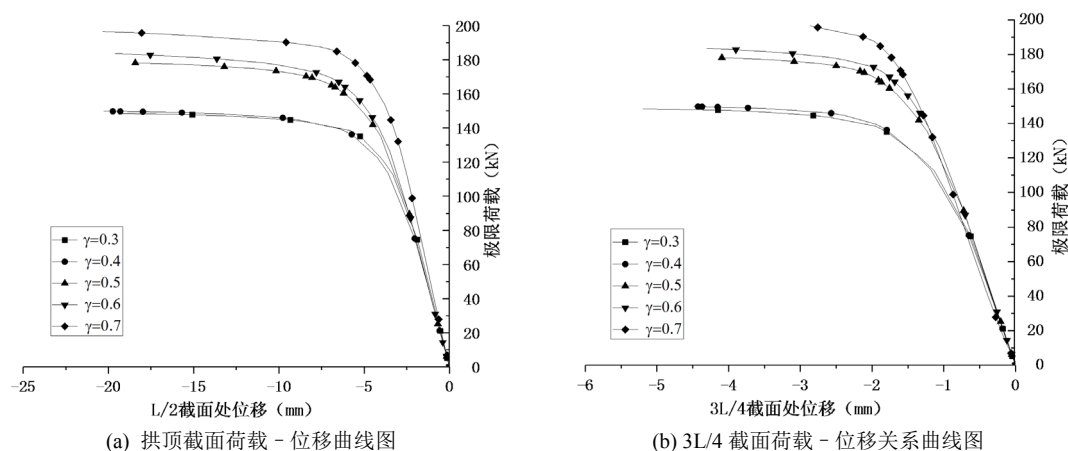 200
180
160
140
120
100
80
60
40
20
0
极限荷载（kN）
γ=0.3
γ=0.4
γ=0.5
γ=0.6
γ=0.7
-25 -20 -15 -10 -5 0
L/2截面处位移（mm）
(a) 拱顶截面荷载–位移曲线图
200
180
160
140
120
100
80
60
40
20
0
极限荷载（kN）
γ=0.3
γ=0.4
γ=0.5
γ=0.6
γ=0.7
-6 -5 -4 -3 -2 -1 0
3L/4截面处位移（mm）
(b) 3L/4 截面荷载–位移关系曲线图